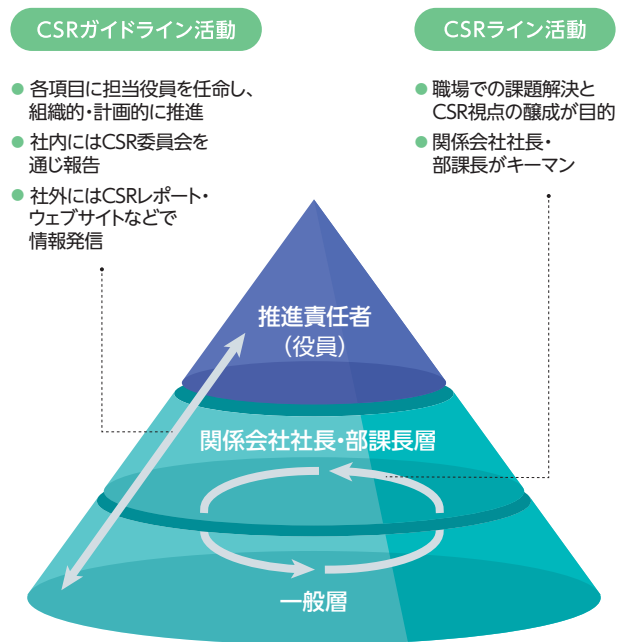 CSRガイドライン活動
● 各項目に担当役員を任命し、
組織的・計画的に推進
● 社内にはCSR委員会を
通じ報告
● 社外にはCSRレポート・
ウェブサイトなどで
情報発信
CSRライン活動
● 職場での課題解決と
CSR視点の醸成が目的
● 関係会社社長・
部課長がキーマン
推進責任者
（役員）
関係会社社長・部課長層
一般層